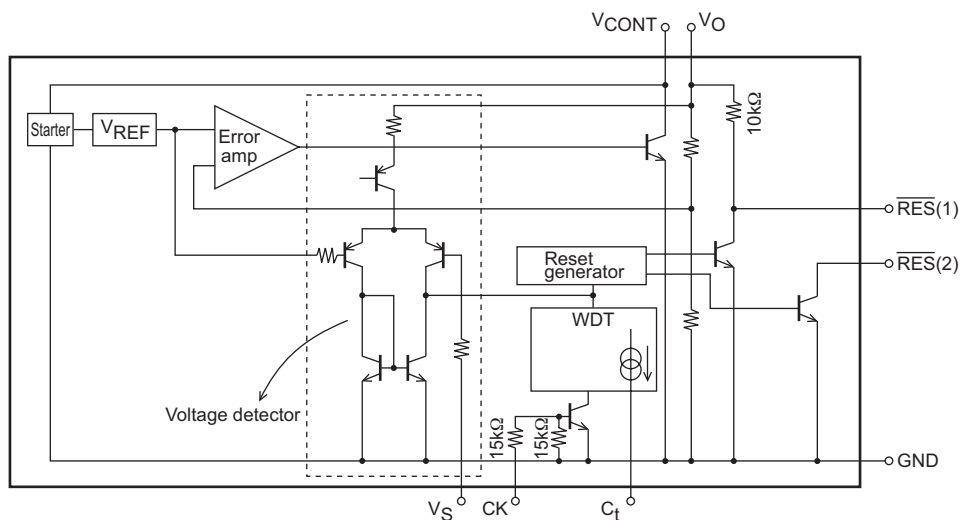 VCONT
VO
Starter
VREF
Error
amp
10kΩ
RES(1)
Reset
generator
RES(2)
WDT
Voltage detector
15kΩ
15kΩ
GND
VS
CK
Ct